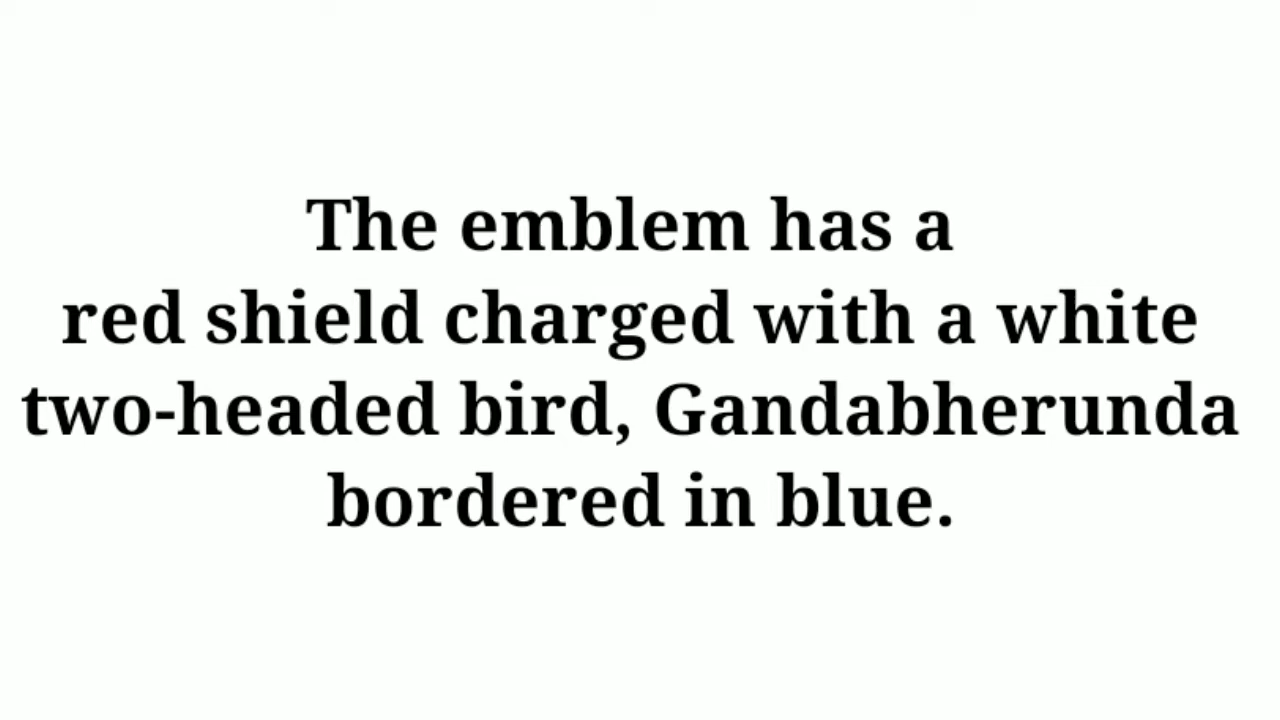 The emblem has a
red shield charged with a white
two-headed bird, Gandabherunda
bordered in blue.